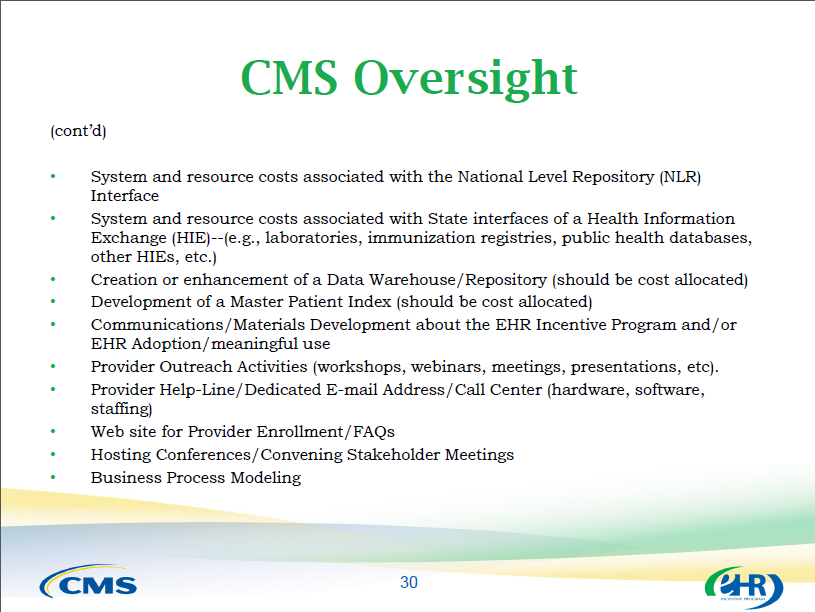 CMS Oversight
(cont’d)
• System and resource costs associated with the National Level Repository (NLR)
Interface
• System and resource costs associated with State interfaces of a Health Information
Exchange (HIE)--(e.g., laboratories, immunization registries, public health databases,
other HIEs, etc.)
• Creation or enhancement of a Data Warehouse/Repository (should be cost allocated)
• Development of a Master Patient Index (should be cost allocated)
• Communications/Materials Development about the EHR Incentive Program and/or
EHR Adoption/meaningful use
• Provider Outreach Activities (workshops, webinars, meetings, presentations, etc).
• Provider Help-Line/Dedicated E-mail Address/Call Center (hardware, software,
staffing)
• Web site for Provider Enrollment/FAQs
• Hosting Conferences/Convening Stakeholder Meetings
• Business Process Modeling
CMS
30
eHR
INCENTIVE PROGRAM